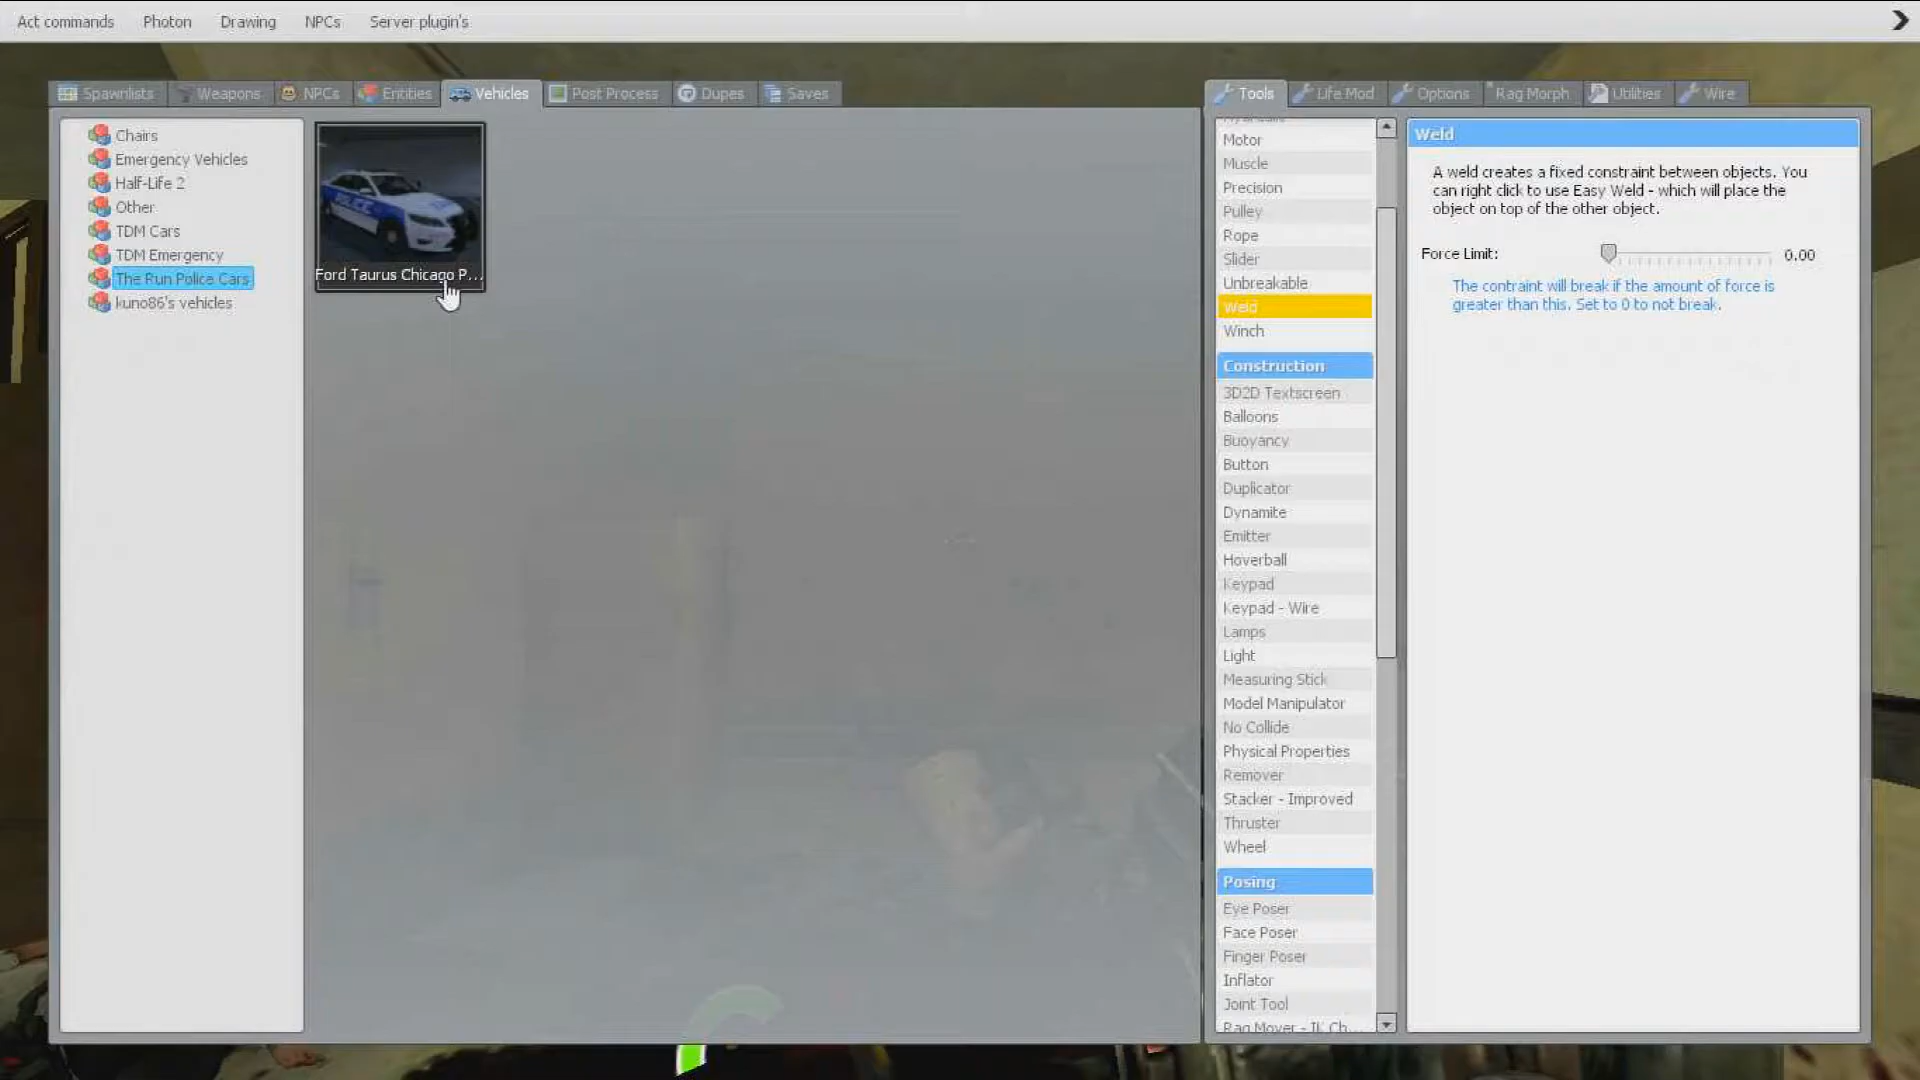 Act commands
Photon
Drawing
NPCs
Server plugin's
Spawnlists
Weapons
NPCs
Entities
Vehicles
Post Process
Dupes
Saves
Chairs
Emergency Vehicles
Half-Life 2
Other
TDM Cars
TDM Emergency
The Run Police Cars
kuno86's vehicles
POLICE
Ford Taurus Chicago P...
Tools
Life Mod
Options
Rag Morph
Utilities
Wire
Hydraulic
Motor
Muscle
Precision
Pulley
Rope
Slider
Unbreakable
Weld
Winch
Construction
3D2D Textscreen
Balloons
Buoyancy
Button
Duplicator
Dynamite
Emitter
Hoverball
Keypad
Keypad - Wire
Lamps
Light
Measuring Stick
Model Manipulator
No Collide
Physical Properties
Remover
Stacker - Improved
Thruster
Wheel
Posing
Eye Poser
Face Poser
Finger Poser
Inflator
Joint Tool
Rag Mover - IK Ch...
Weld
A weld creates a fixed constraint between objects. You
can right click to use Easy Weld - which will place the
object on top of the other object.
Force Limit:
0.00
The contraint will break if the amount of force is
greater than this. Set to 0 to not break.